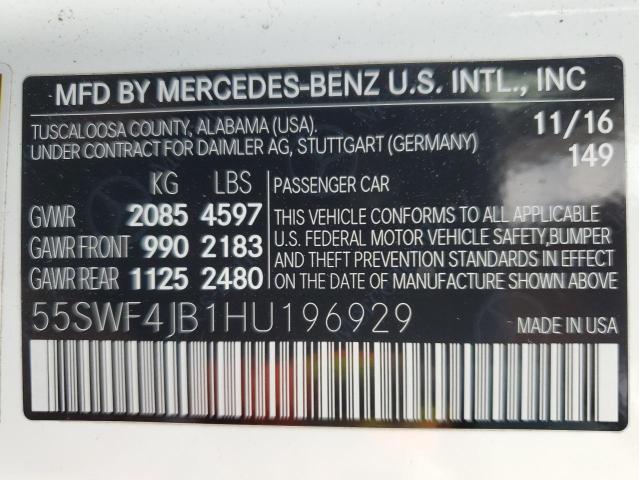 MFD BY MERCEDES-BENZ U.S. INTL., INC
TUSCALOOSA COUNTY, ALABAMA (USA). 11/16
UNDER CONTRACT FOR DAIMLER AG, STUTTGART (GERMANY) 149
KG LBS PASSENGER CAR
GVWR 2085 4597 THIS VEHICLE CONFORMS TO ALL APPLICABLE
GAWR FRONT 990 2183 U.S. FEDERAL MOTOR VEHICLE SAFETY,BUMPER
AND THEFT PREVENTION STANDARDS IN EFFECT
GAWR REAR 1125 2480 ON THE DATE OF MANUFACTURE SHOWN ABOVE.
55SWF4JB1HU196929 MADE IN USA